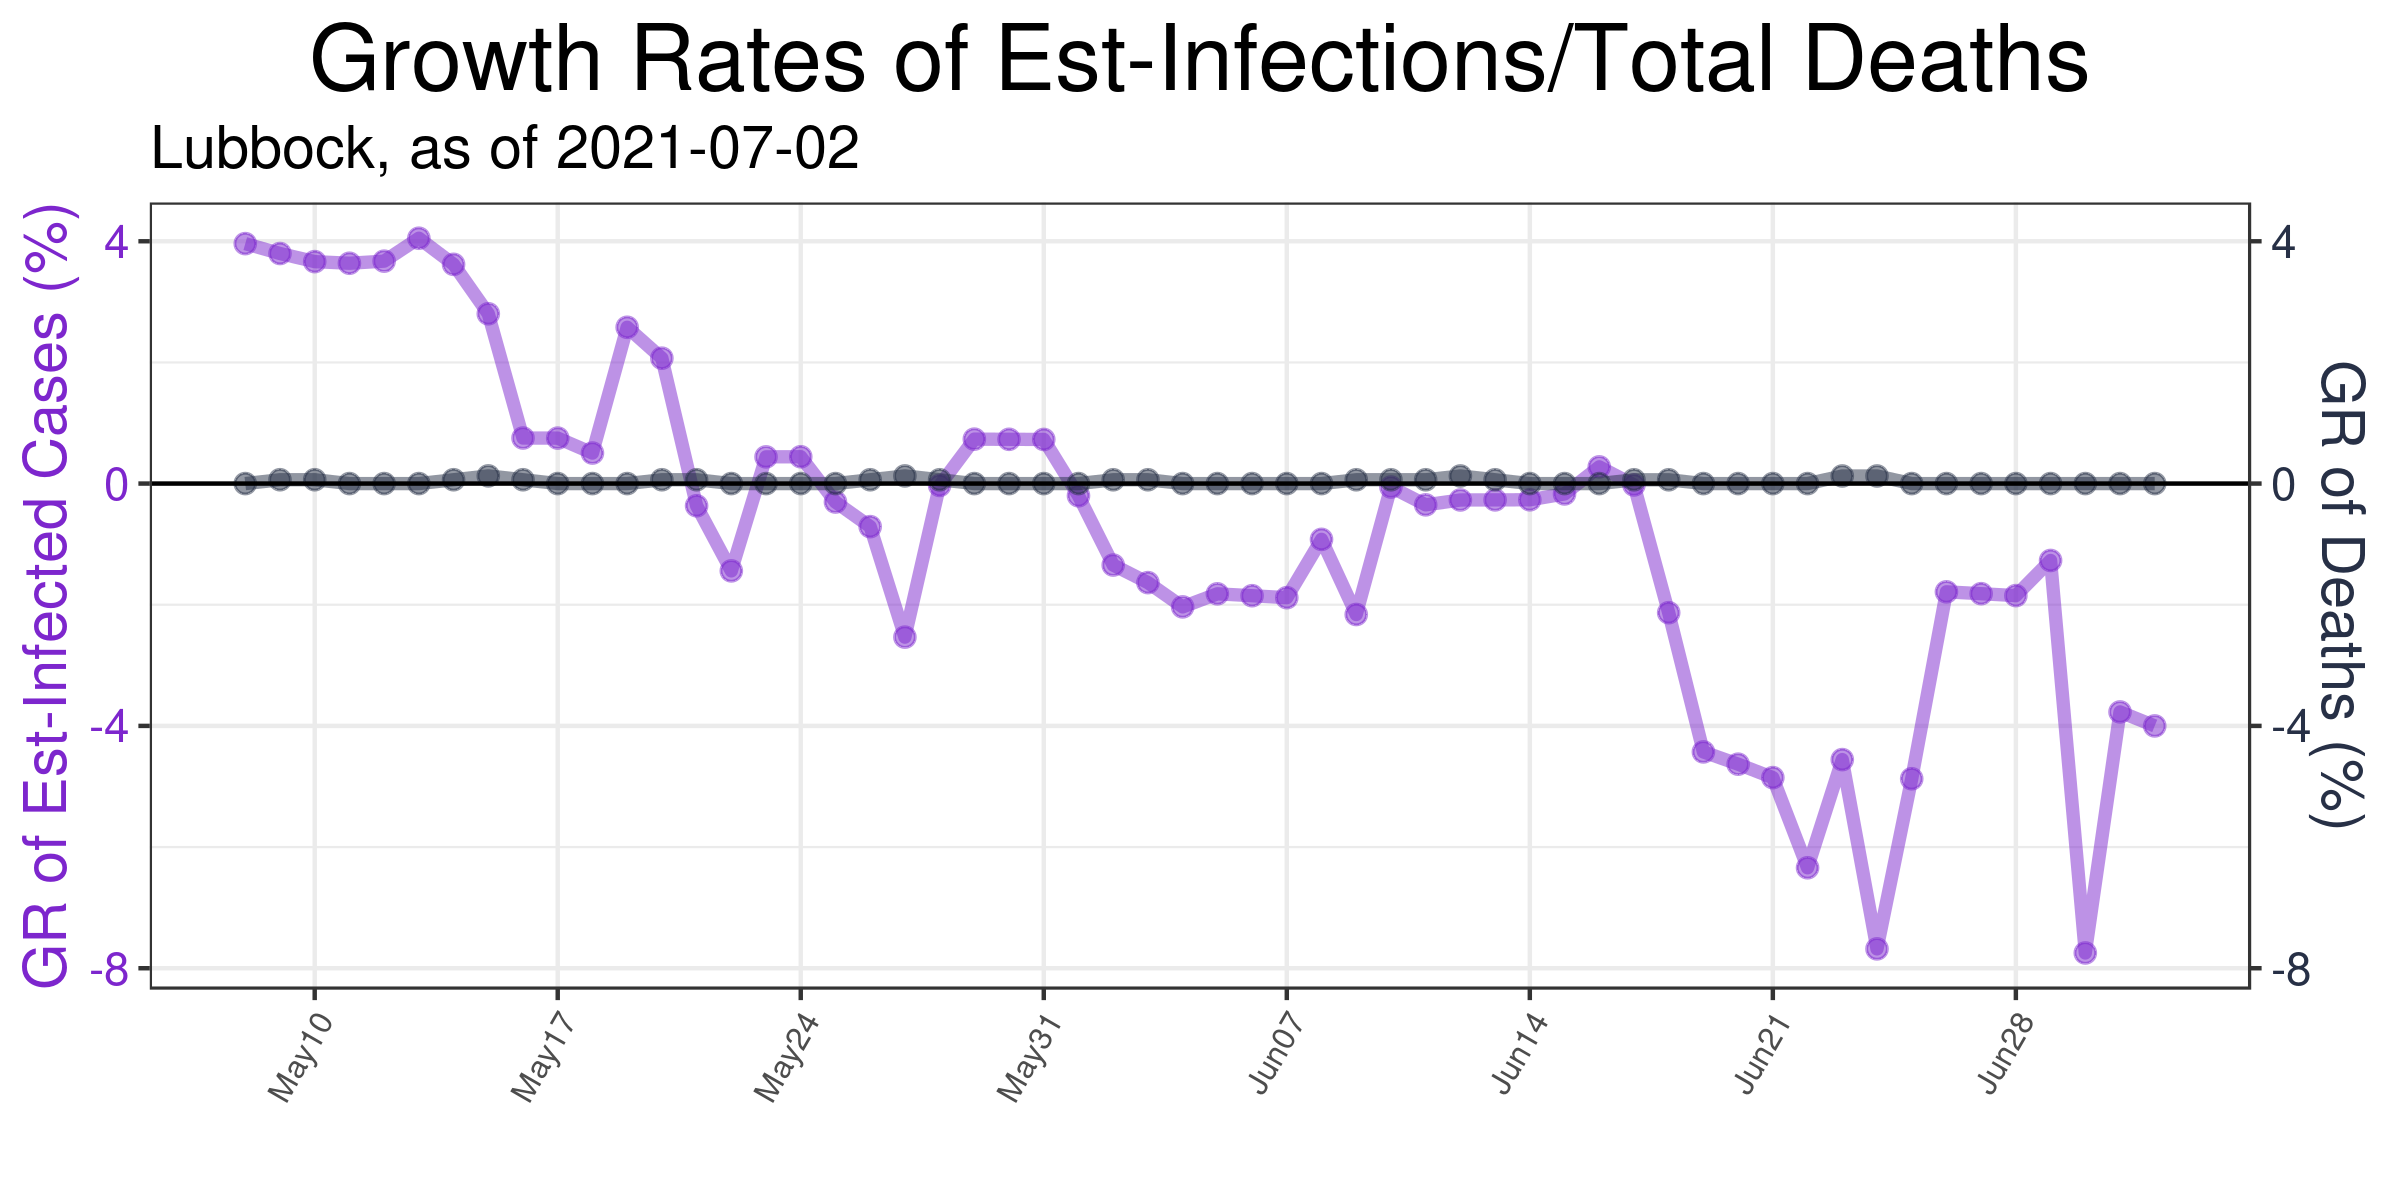 Growth Rates of Est-Infections/Total Deaths
Lubbock, as of 2021-07-02
GR of Est-Infected Cases (%)
4
0
-4
-8
4
0
-4
-8
GR of Deaths (%)
May10
May17
May24
May31
Jun07
Jun14
Jun21
Jun28